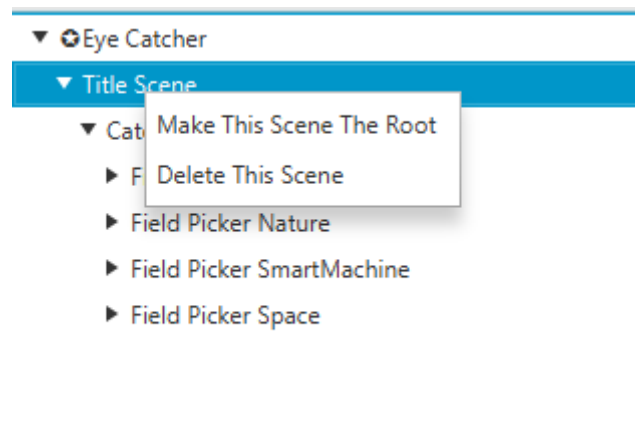 Eye Catcher
Title Scene
Make This Scene The Root
Delete This Scene
Field Picker Nature
Field Picker SmartMachine
Field Picker Space